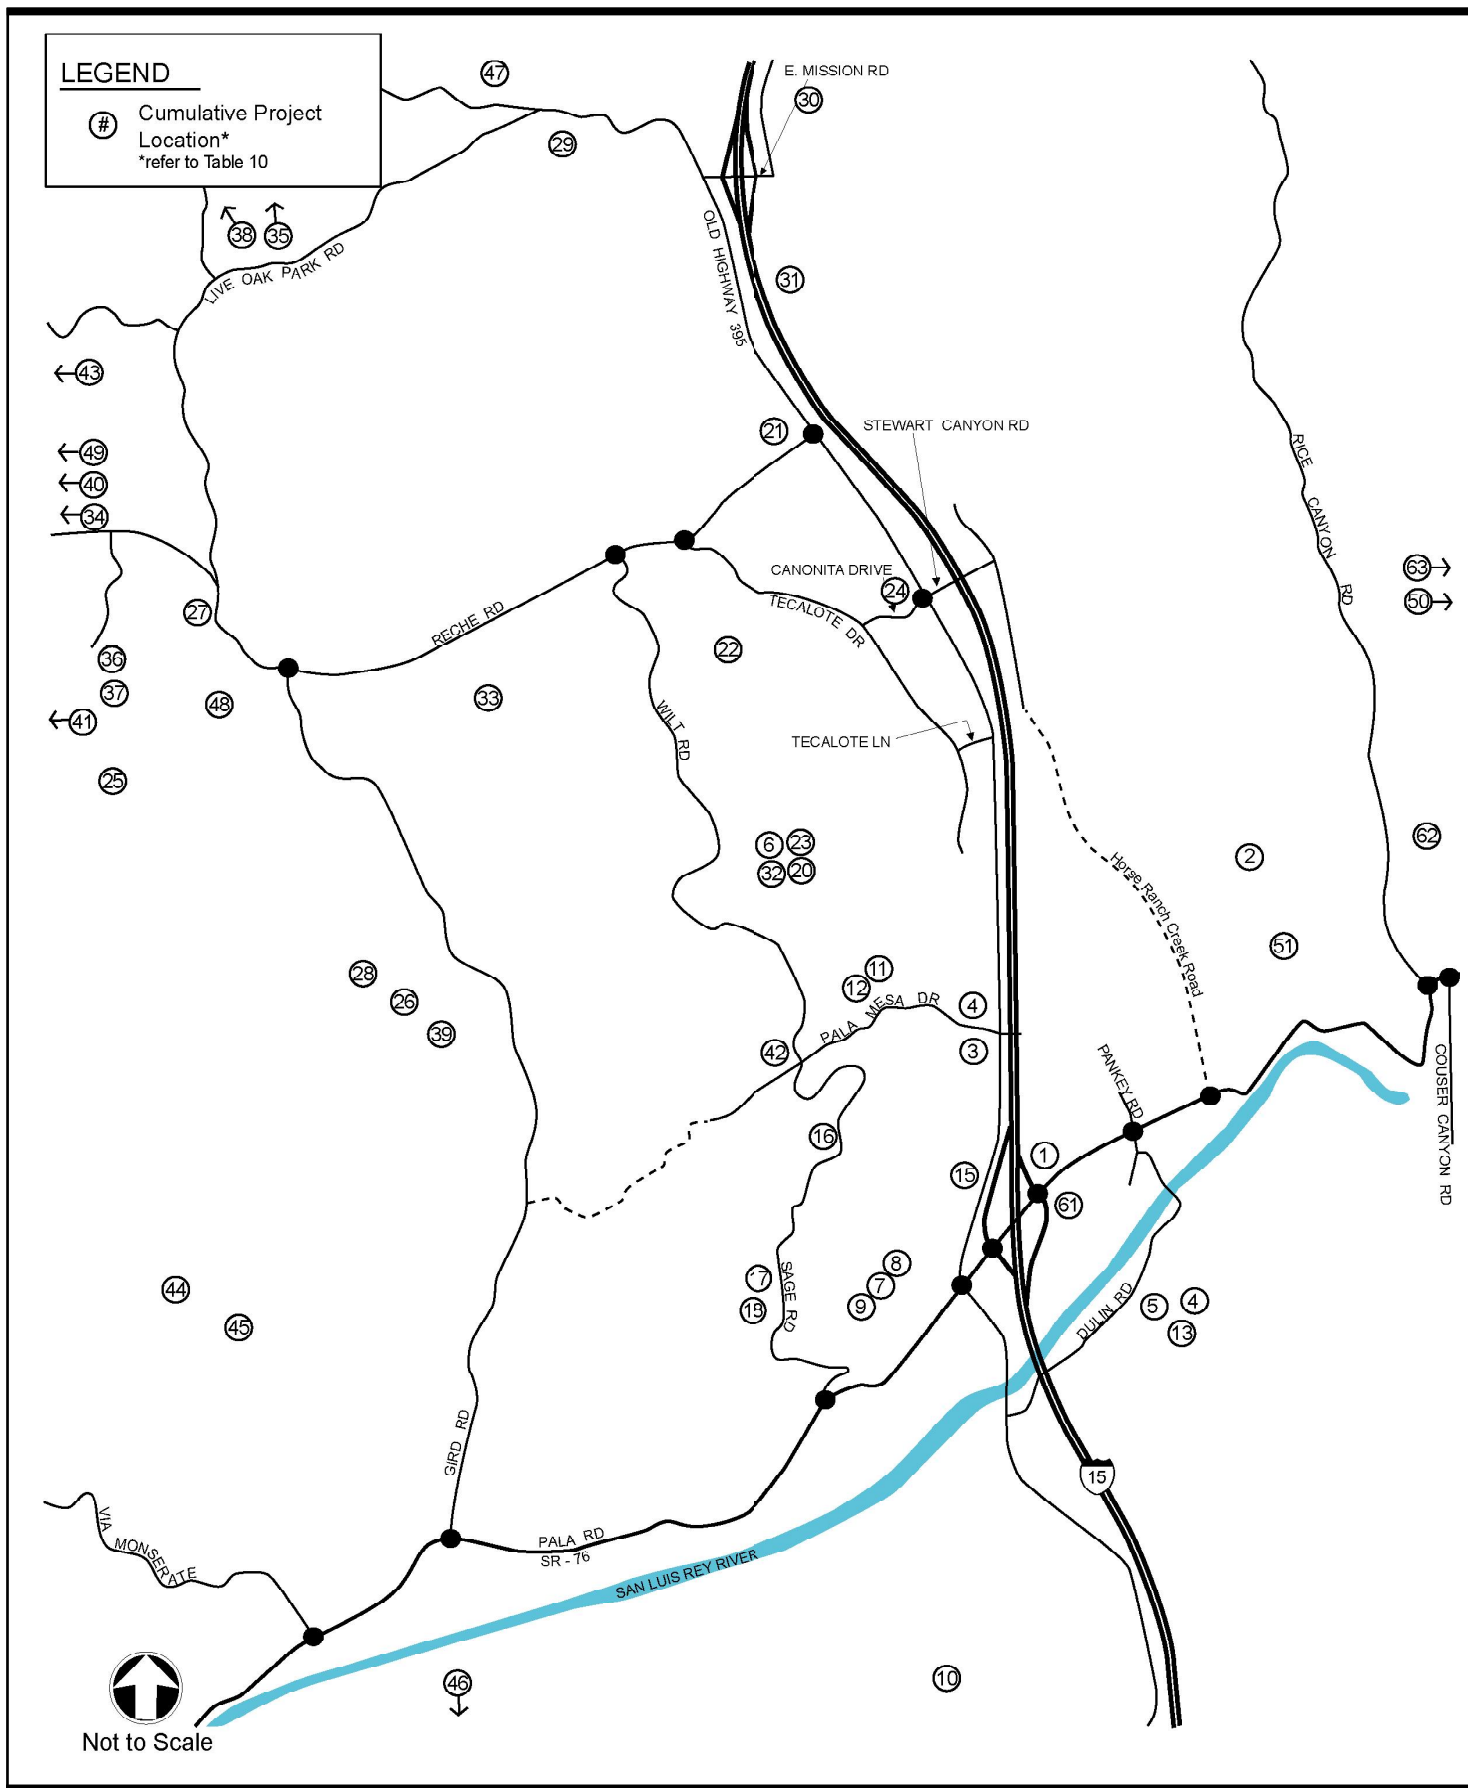 LEGEND
# Cumulative Project
Location*
*refer to Table 10
47
E. MISSION RD
30
29
38
35
LIVE OAK PARK RD
OLD HIGHWAY 395
31
43
21
STEWART CANYON RD
49
40
34
RICE CANYON RD
63
50
CANONITA DRIVE
24
TECALOTE DR
27
RECHE RD
22
36
37
48
33
41
WILT RD
TECALOTE LN
25
6
23
32
20
2
62
Horse Ranch Creek Road
51
28
26
39
11
12
4
PALA MESA DR
42
3
PANKEY RD
COUSER CANYON RD
16
1
15
61
44
45
17
18
SAGE RD
8
7
9
DULIN RD
5
4
13
GIRD RD
15
VIA MONSERATE
PALA RD
SR - 76
SAN LUIS REY RIVER
46
10
Not to Scale